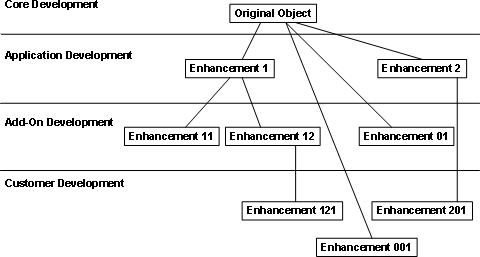 Core Development
Original Object
Application Development
Enhancement 1
Enhancement 2
Add-On Development
Enhancement 11
Enhancement 12
Enhancement 01
Customer Development
Enhancement 121
Enhancement 201
Enhancement 001